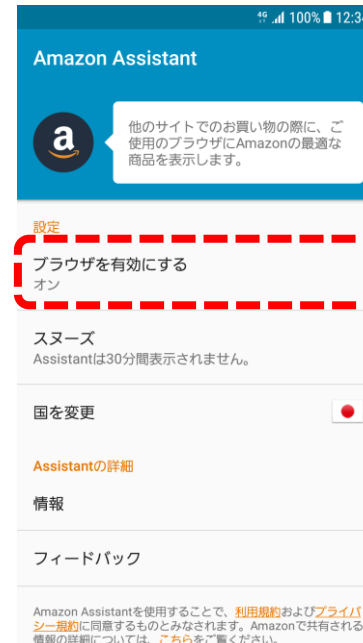 4G 100% 12:34
Amazon Assistant
a
他のサイトでのお買い物の際に、ご
使用のブラウザにAmazonの最適な
商品を表示します。
設定
ブラウザを有効にする
オン
スヌーズ
Assistantは30分間表示されません。
国を変更
Assistantの詳細
情報
フィードバック
Amazon Assistantを使用することで、利用規約およびプライバ
シー規約に同意するものとみなされます。Amazonで共有される
情報の詳細については、こちらをご覧ください。